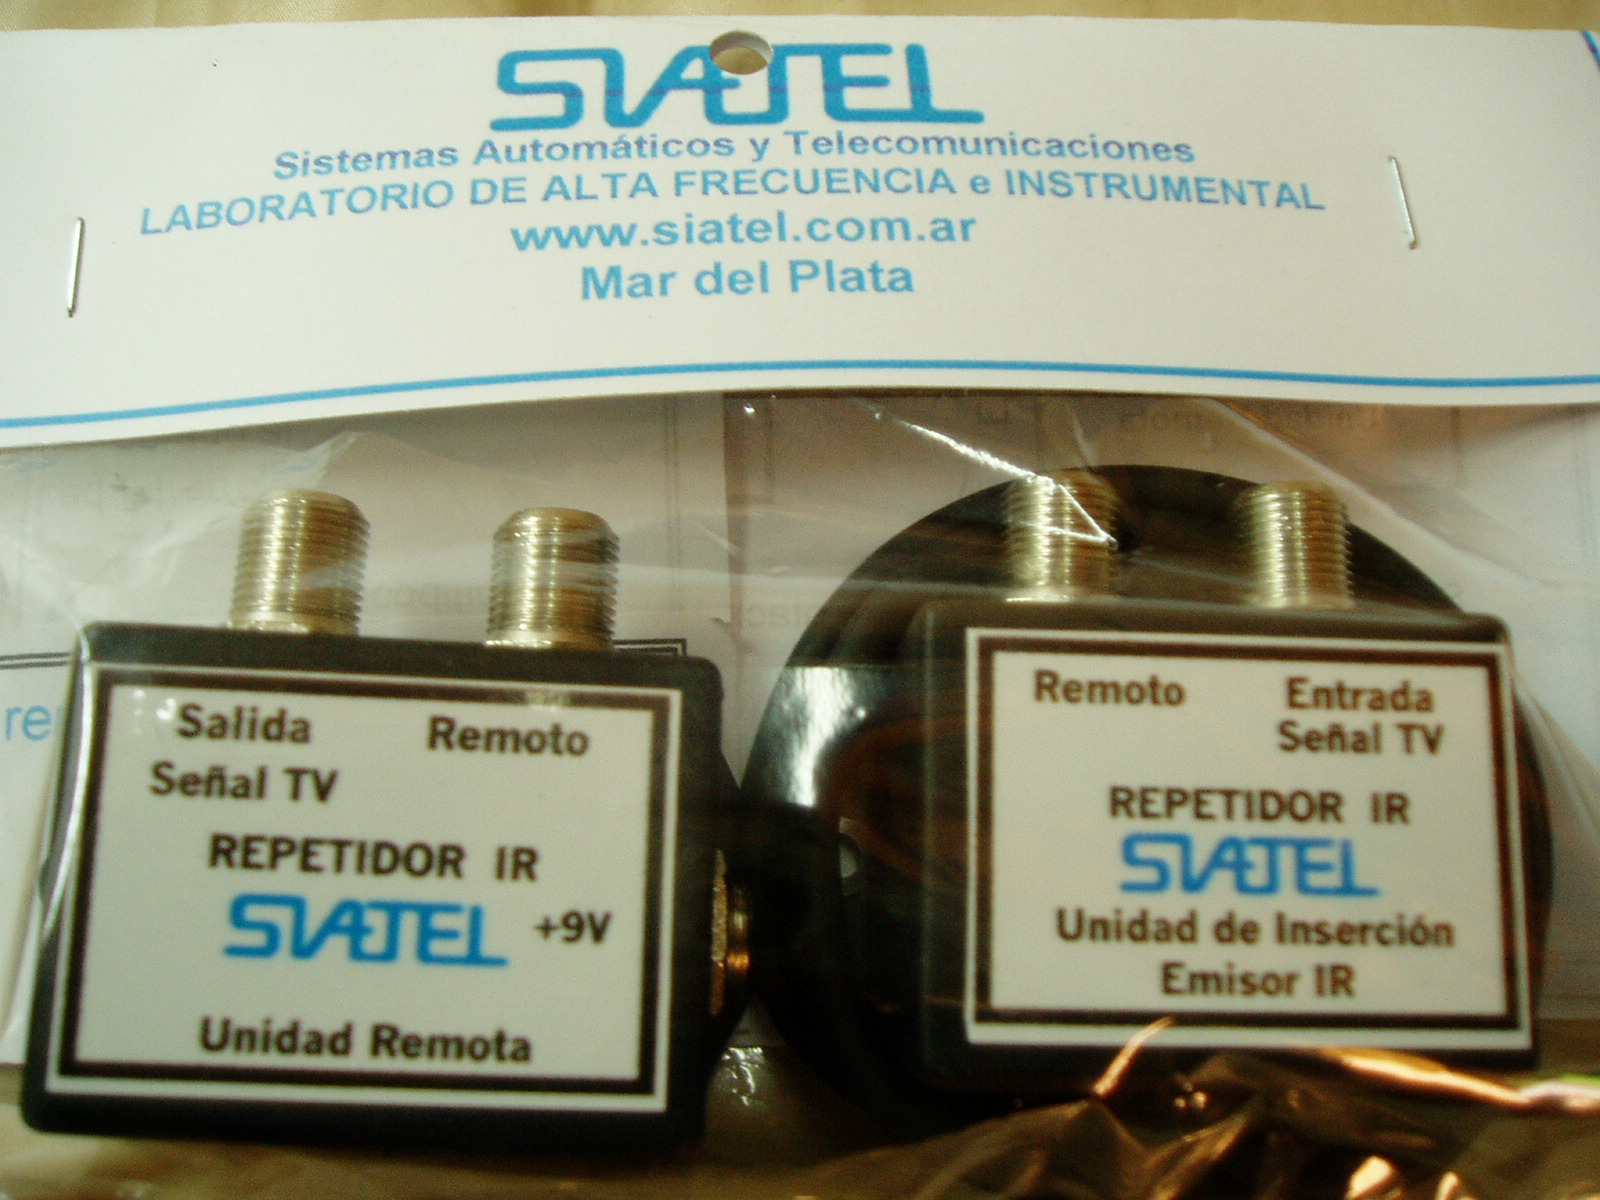 SIATEL
Sistemas Automáticos y Telecomunicaciones
LABORATORIO DE ALTA FRECUENCIA e INSTRUMENTAL
www.siatel.com.ar
Mar del Plata
re
Salida Remoto
Señal TV
REPETIDOR IR
SIATEL +9V
Unidad Remota
Remoto Entrada
Señal TV
REPETIDOR IR
SIATEL
Unidad de Inserción
Emisor IR